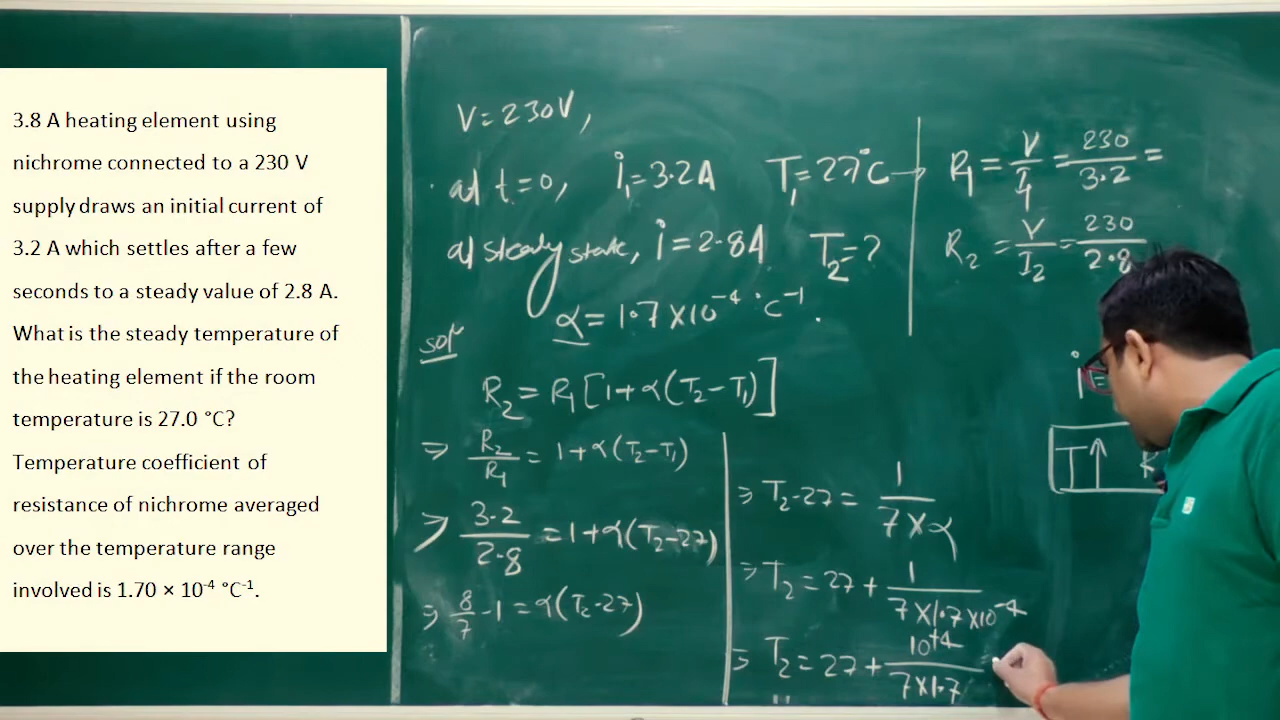 3.8 A heating element using
nichrome connected to a 230 V
supply draws an initial current of
3.2 A which settles after a few
seconds to a steady value of 2.8 A.
What is the steady temperature of
the heating element if the room
temperature is 27.0 °C?
Temperature coefficient of
resistance of nichrome averaged
over the temperature range
involved is 1.70 × 10⁻⁴ °C⁻¹.
V = 230V,
at t=0, i₁=3.2A T₁=27°C →
at steady state, i=2.8A T₂=?
α = 1.7×10⁻⁴ °C⁻¹.
R₁ = V/I₁ = 230/3.2 =
R₂ = V/I₂ = 230/2.8
solⁿ
R₂ = R₁[1+α(T₂−T₁)]
⇒ R₂/R₁ = 1+α(T₂−T₁)
⇒ 3.2/2.8 = 1+α(T₂−27)
⇒ 8/7 −1 = α(T₂−27)
⇒ T₂−27 = 1/(7×α)
⇒ T₂ = 27 + 1/(7×1.7×10⁻⁴)
⇒ T₂ = 27 + 10⁺⁴/(7×1.7)
i =
T↑